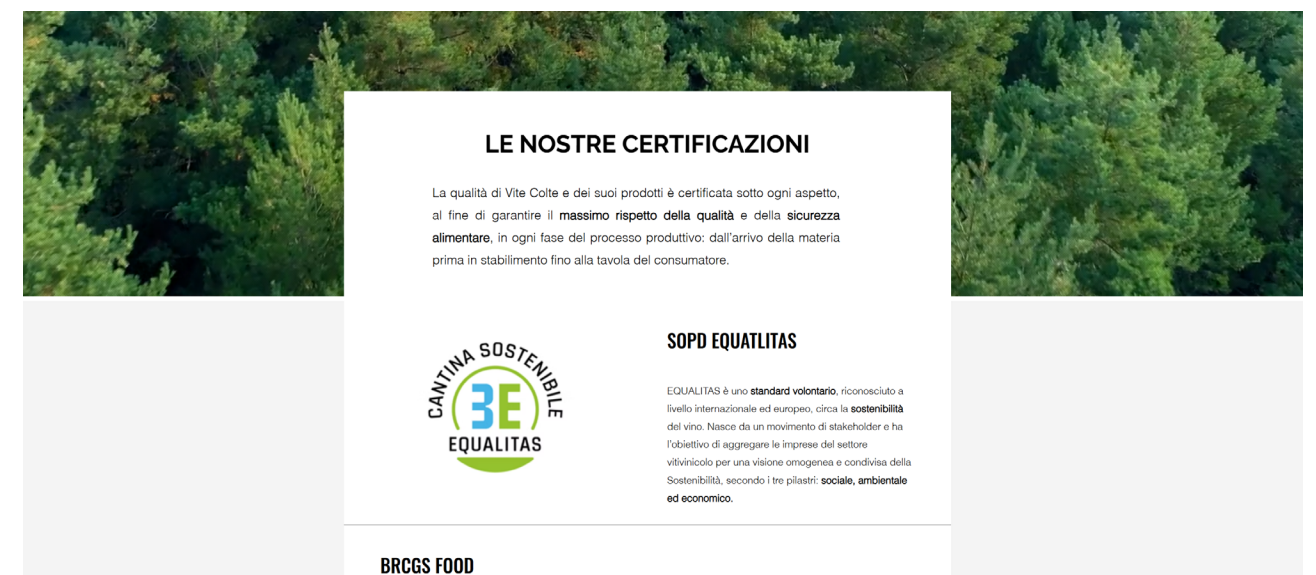 LE NOSTRE CERTIFICAZIONI
La qualità di Vite Colte e dei suoi prodotti è certificata sotto ogni aspetto,
al fine di garantire il massimo rispetto della qualità e della sicurezza
alimentare, in ogni fase del processo produttivo: dall'arrivo della materia
prima in stabilimento fino alla tavola del consumatore.
CANTINA SOSTENIBILE
3E
EQUALITAS
SOPD EQUATLITAS
EQUALITAS è uno standard volontario, riconosciuto a
livello internazionale ed europeo, circa la sostenibilità
del vino. Nasce da un movimento di stakeholder e ha
l'obiettivo di aggregare le imprese del settore
vitivinicolo per una visione omogenea e condivisa della
Sostenibilità, secondo i tre pilastri: sociale, ambientale
ed economico.
BRCGS FOOD